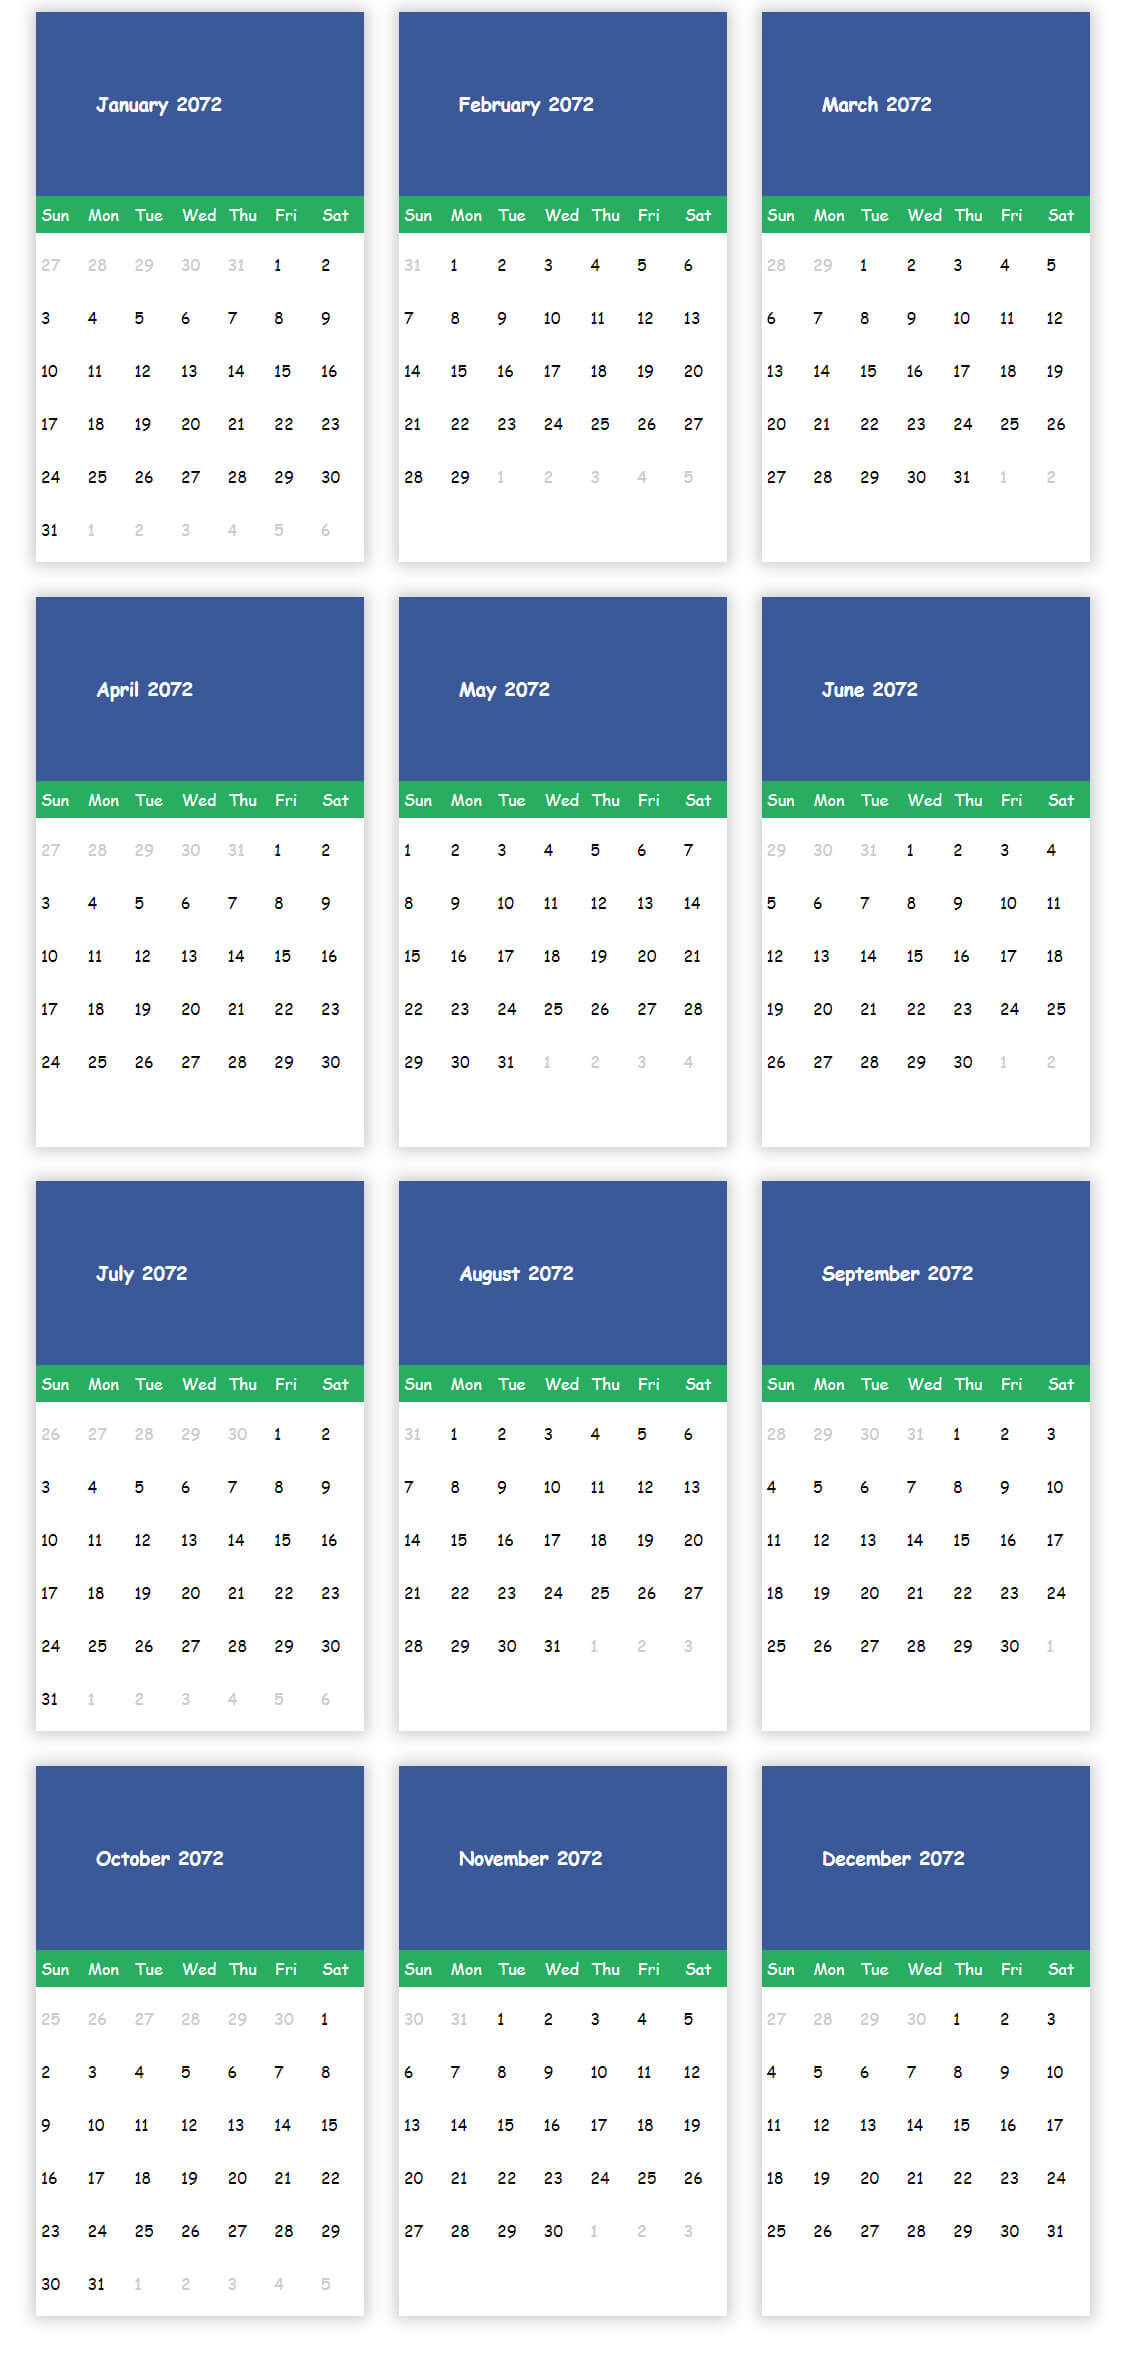 January 2072
Sun Mon Tue Wed Thu Fri Sat
27 28 29 30 31 1 2
3 4 5 6 7 8 9
10 11 12 13 14 15 16
17 18 19 20 21 22 23
24 25 26 27 28 29 30
31 1 2 3 4 5 6
February 2072
Sun Mon Tue Wed Thu Fri Sat
31 1 2 3 4 5 6
7 8 9 10 11 12 13
14 15 16 17 18 19 20
21 22 23 24 25 26 27
28 29 1 2 3 4 5
March 2072
Sun Mon Tue Wed Thu Fri Sat
28 29 1 2 3 4 5
6 7 8 9 10 11 12
13 14 15 16 17 18 19
20 21 22 23 24 25 26
27 28 29 30 31 1 2
April 2072
Sun Mon Tue Wed Thu Fri Sat
27 28 29 30 31 1 2
3 4 5 6 7 8 9
10 11 12 13 14 15 16
17 18 19 20 21 22 23
24 25 26 27 28 29 30
May 2072
Sun Mon Tue Wed Thu Fri Sat
1 2 3 4 5 6 7
8 9 10 11 12 13 14
15 16 17 18 19 20 21
22 23 24 25 26 27 28
29 30 31 1 2 3 4
June 2072
Sun Mon Tue Wed Thu Fri Sat
29 30 31 1 2 3 4
5 6 7 8 9 10 11
12 13 14 15 16 17 18
19 20 21 22 23 24 25
26 27 28 29 30 1 2
July 2072
Sun Mon Tue Wed Thu Fri Sat
26 27 28 29 30 1 2
3 4 5 6 7 8 9
10 11 12 13 14 15 16
17 18 19 20 21 22 23
24 25 26 27 28 29 30
31 1 2 3 4 5 6
August 2072
Sun Mon Tue Wed Thu Fri Sat
31 1 2 3 4 5 6
7 8 9 10 11 12 13
14 15 16 17 18 19 20
21 22 23 24 25 26 27
28 29 30 31 1 2 3
September 2072
Sun Mon Tue Wed Thu Fri Sat
28 29 30 31 1 2 3
4 5 6 7 8 9 10
11 12 13 14 15 16 17
18 19 20 21 22 23 24
25 26 27 28 29 30 1
October 2072
Sun Mon Tue Wed Thu Fri Sat
25 26 27 28 29 30 1
2 3 4 5 6 7 8
9 10 11 12 13 14 15
16 17 18 19 20 21 22
23 24 25 26 27 28 29
30 31 1 2 3 4 5
November 2072
Sun Mon Tue Wed Thu Fri Sat
30 31 1 2 3 4 5
6 7 8 9 10 11 12
13 14 15 16 17 18 19
20 21 22 23 24 25 26
27 28 29 30 1 2 3
December 2072
Sun Mon Tue Wed Thu Fri Sat
27 28 29 30 1 2 3
4 5 6 7 8 9 10
11 12 13 14 15 16 17
18 19 20 21 22 23 24
25 26 27 28 29 30 31